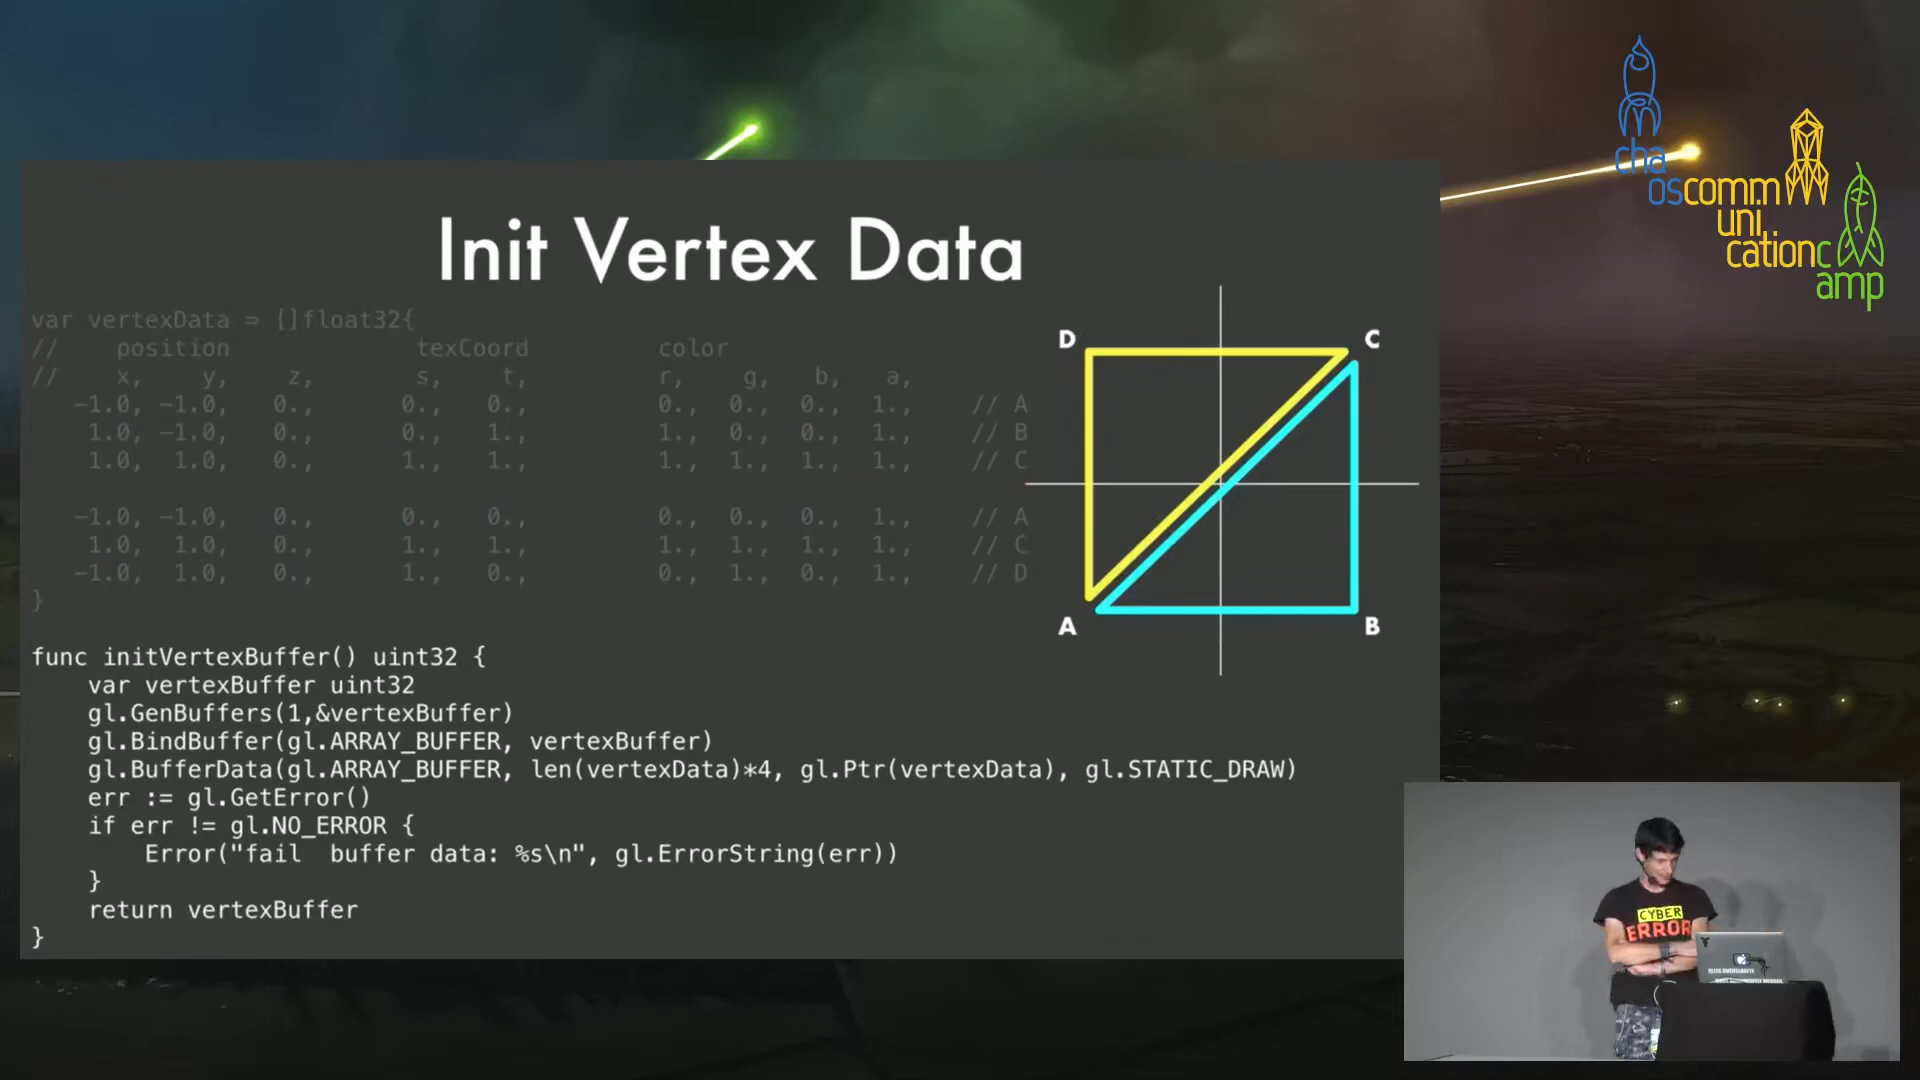 Init Vertex Data
var vertexData = []float32{
//    position             texCoord         color
//    x,    y,    z,       s,    t,         r,   g,   b,   a,
-1.0, -1.0,   0.,      0.,   0.,         0.,  0.,  0.,  1.,    // A
1.0, -1.0,   0.,      0.,   1.,         1.,  0.,  0.,  1.,    // B
1.0,  1.0,   0.,      1.,   1.,         1.,  1.,  1.,  1.,    // C
-1.0, -1.0,   0.,      0.,   0.,         0.,  0.,  0.,  1.,    // A
1.0,  1.0,   0.,      1.,   1.,         1.,  1.,  1.,  1.,    // C
-1.0,  1.0,   0.,      1.,   0.,         0.,  1.,  0.,  1.,    // D
}
func initVertexBuffer() uint32 {
    var vertexBuffer uint32
    gl.GenBuffers(1,&vertexBuffer)
    gl.BindBuffer(gl.ARRAY_BUFFER, vertexBuffer)
    gl.BufferData(gl.ARRAY_BUFFER, len(vertexData)*4, gl.Ptr(vertexData), gl.STATIC_DRAW)
    err := gl.GetError()
    if err != gl.NO_ERROR {
        Error("fail  buffer data: %s\n", gl.ErrorString(err))
    }
    return vertexBuffer
}
D
C
A
B
cha
oscomm
uni
cationc
amp
CYBER
ERROR